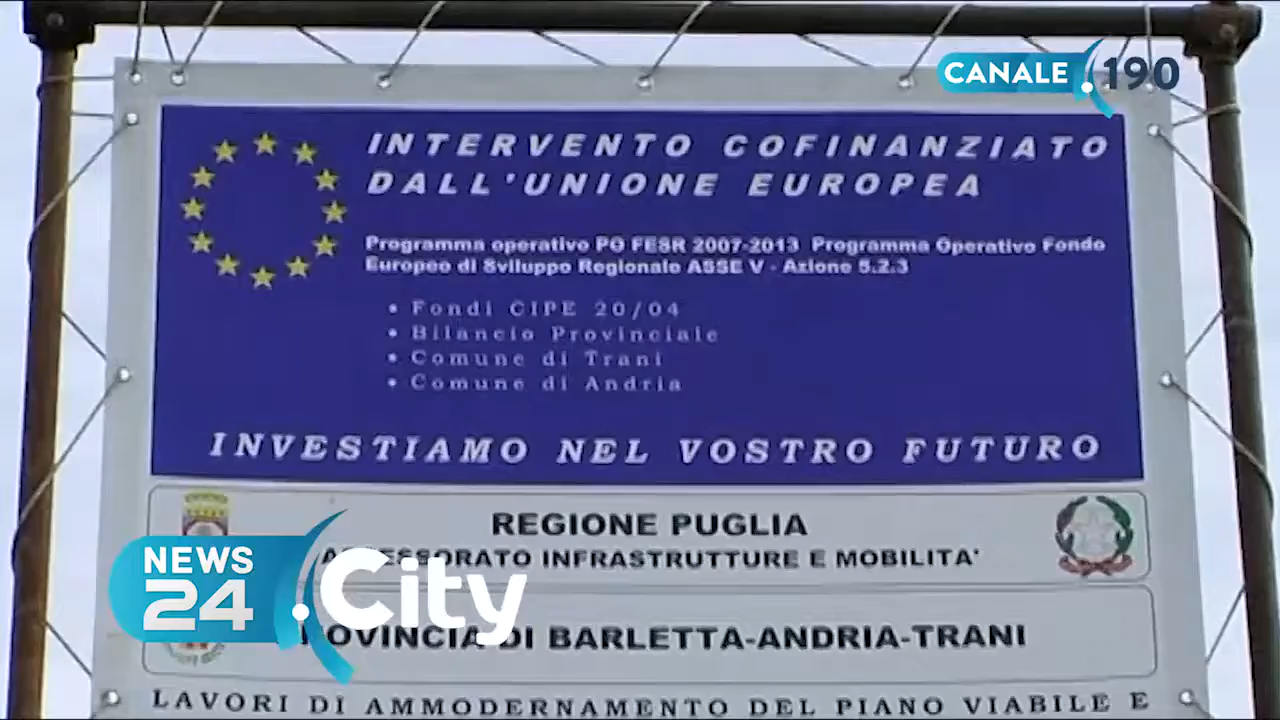 CANALE 190
INTERVENTO COFINANZIATO
DALL'UNIONE EUROPEA
Programma operativo PO FESR 2007-2013 Programma Operativo Fondo
Europeo di Sviluppo Regionale ASSE V - Azione 5.2.3
• Fondi CIPE 20/04
• Bilancio Provinciale
• Comune di Trani
• Comune di Andria
INVESTIAMO NEL VOSTRO FUTURO
REGIONE PUGLIA
INFRASTRUTTURE E MOBILITA'
NEWS
24
.City
DI BARLETTA-ANDRIA-TRANI
LAVORI DI AMMODERNAMENTO DEL PIANO VIABILE E